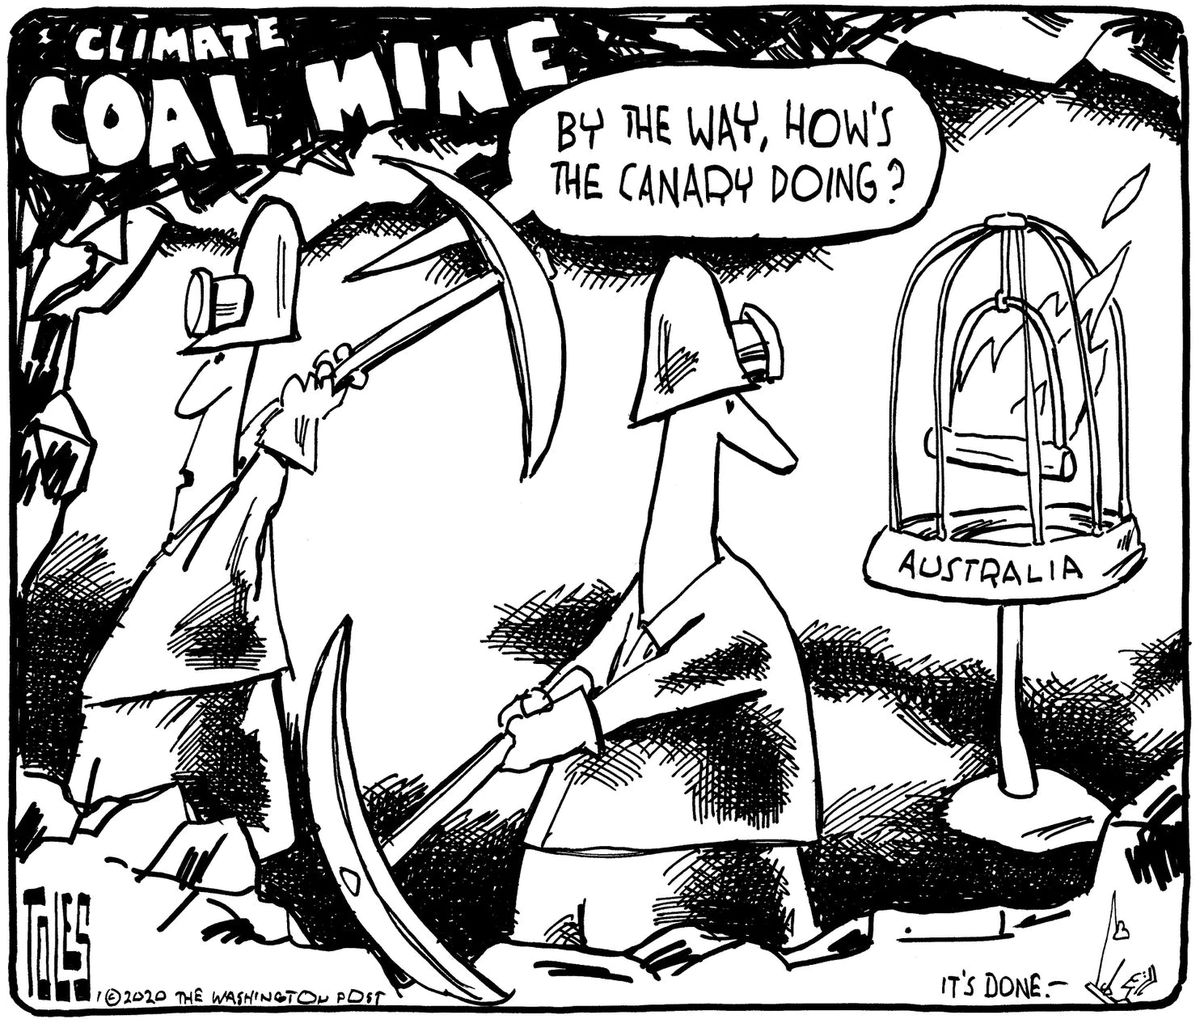 CLIMATE
COAL MINE
BY THE WAY, HOW'S
THE CANARY DOING?
AUSTRALIA
TOLES
©2020 THE WASHINGTON POST
IT'S DONE.—